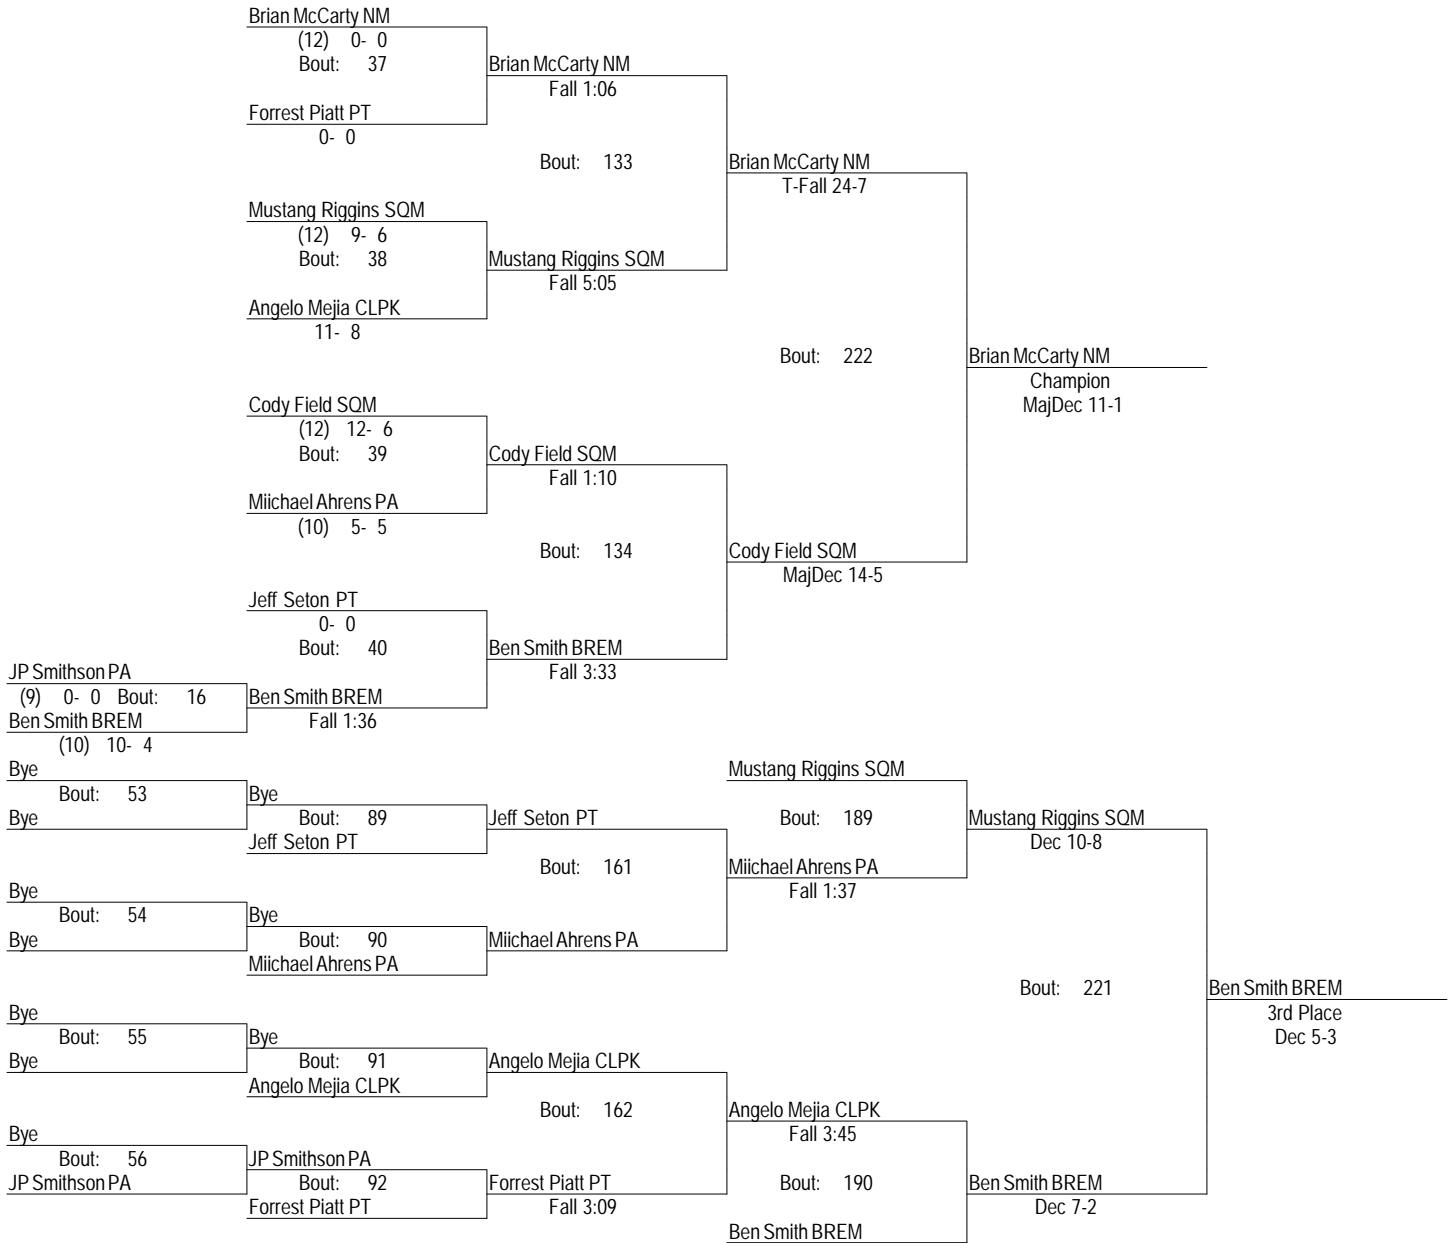 Brian McCarty NM
(12) 0- 0
Bout: 37
Brian McCarty NM
Fall 1:06
Forrest Piatt PT
0- 0
Bout: 133
Brian McCarty NM
T-Fall 24-7
Mustang Riggins SQM
(12) 9- 6
Bout: 38
Mustang Riggins SQM
Fall 5:05
Angelo Mejia CLPK
11- 8
Bout: 222
Brian McCarty NM
Champion
MajDec 11-1
Cody Field SQM
(12) 12- 6
Bout: 39
Cody Field SQM
Fall 1:10
Miichael Ahrens PA
(10) 5- 5
Bout: 134
Cody Field SQM
MajDec 14-5
Jeff Seton PT
0- 0
Bout: 40
Ben Smith BREM
Fall 3:33
JP Smithson PA
(9) 0- 0 Bout: 16
Ben Smith BREM
Fall 1:36
Ben Smith BREM
(10) 10- 4
Bye
Bout: 53
Bye
Bye
Bout: 89
Jeff Seton PT
Jeff Seton PT
Mustang Riggins SQM
Bout: 189
Mustang Riggins SQM
Dec 10-8
Bout: 161
Miichael Ahrens PA
Fall 1:37
Bye
Bout: 54
Bye
Bye
Bout: 90
Miichael Ahrens PA
Miichael Ahrens PA
Bout: 221
Ben Smith BREM
3rd Place
Dec 5-3
Bye
Bout: 55
Bye
Bye
Bout: 91
Angelo Mejia CLPK
Angelo Mejia CLPK
Bout: 162
Angelo Mejia CLPK
Fall 3:45
Bye
Bout: 56
JP Smithson PA
JP Smithson PA
Bout: 92
Forrest Piatt PT
Forrest Piatt PT
Fall 3:09
Bout: 190
Ben Smith BREM
Dec 7-2
Ben Smith BREM